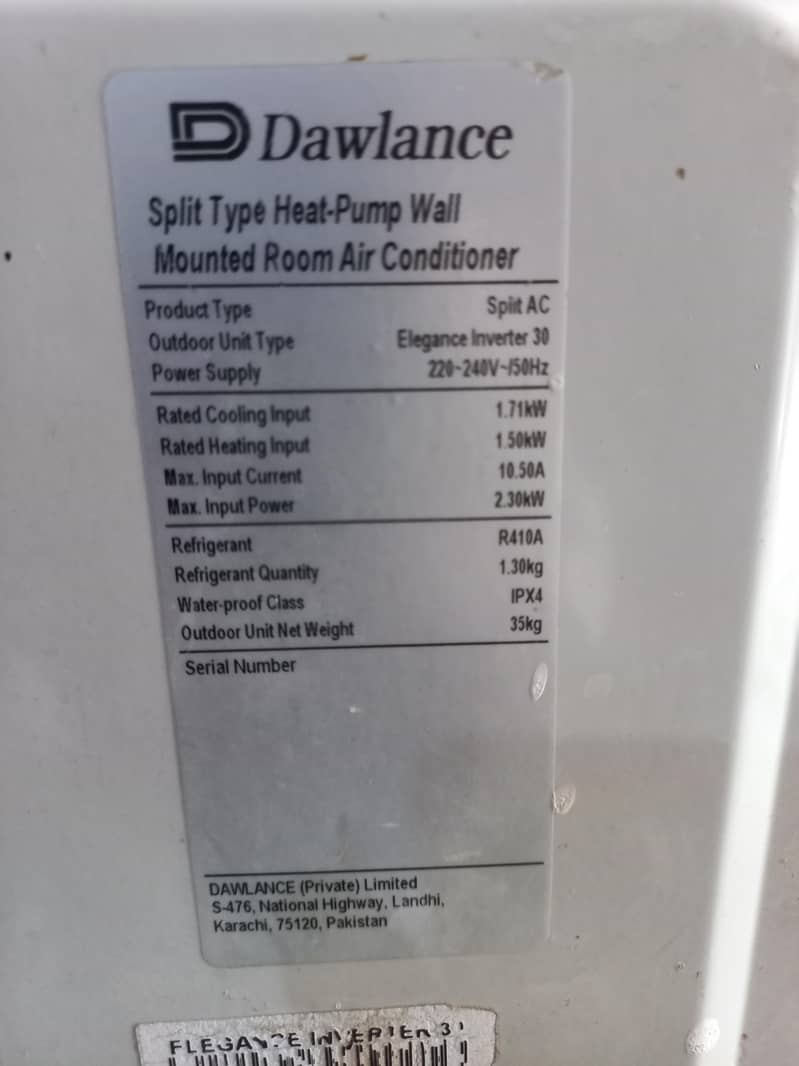 Dawlance
Split Type Heat-Pump Wall
Mounted Room Air Conditioner
Product Type Split AC
Outdoor Unit Type Elegance Inverter 30
Power Supply 220~240V~/50Hz
Rated Cooling Input 1.71kW
Rated Heating Input 1.50kW
Max. Input Current 10.50A
Max. Input Power 2.30kW
Refrigerant R410A
Refrigerant Quantity 1.30kg
Water-proof Class IPX4
Outdoor Unit Net Weight 35kg
Serial Number
DAWLANCE (Private) Limited
S-476, National Highway, Landhi,
Karachi, 75120, Pakistan
ELEGANCE INVERTER